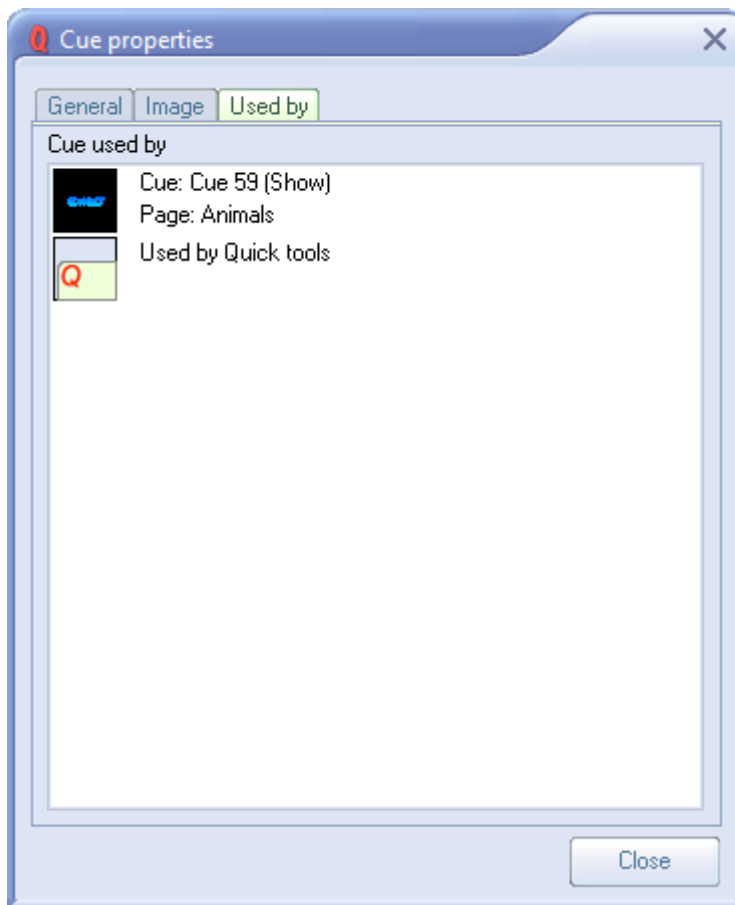 Cue properties
General Image Used by
Cue used by
Cue: Cue 59 (Show)
Page: Animals
Used by Quick tools
Q
Close